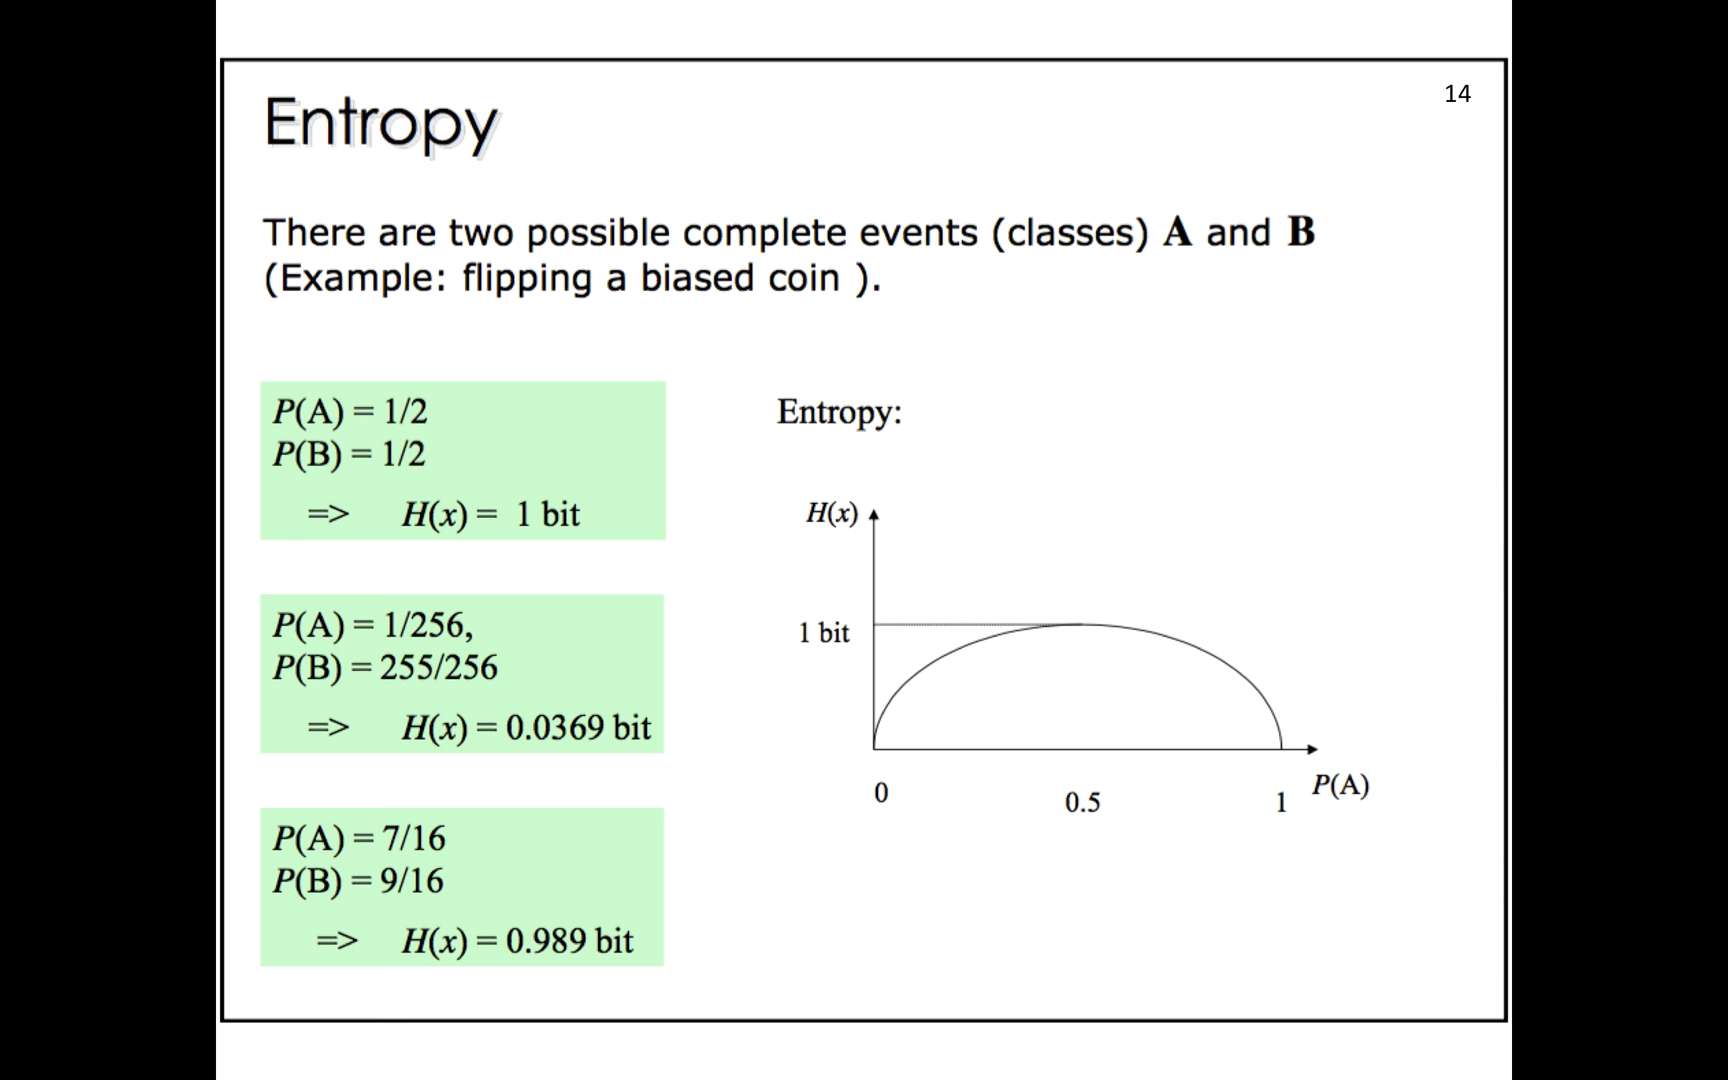 14
Entropy
There are two possible complete events (classes) A and B
(Example: flipping a biased coin ).
P(A) = 1/2
P(B) = 1/2
=> H(x) = 1 bit
P(A) = 1/256,
P(B) = 255/256
=> H(x) = 0.0369 bit
P(A) = 7/16
P(B) = 9/16
=> H(x) = 0.989 bit
Entropy:
H(x)
1 bit
0
0.5
1
P(A)